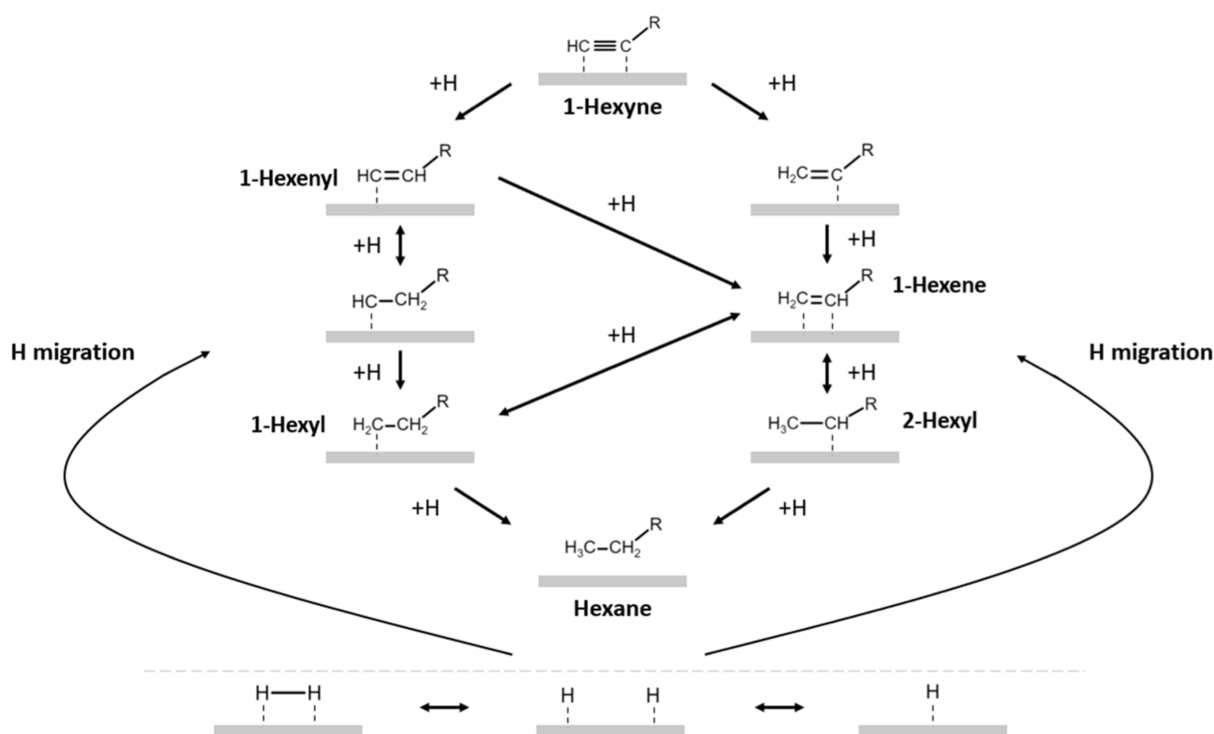 R
HC≡C
+H
+H
1-Hexyne
R
R
1-Hexenyl
HC=CH
H₂C=C
+H
+H
+H
R
R
1-Hexene
HC–CH₂
H₂C=CH
+H
H migration
H migration
+H
+H
R
R
1-Hexyl
H₂C–CH₂
H₃C–CH
2-Hexyl
+H
+H
R
H₃C–CH₂
Hexane
H–H
H
H
H